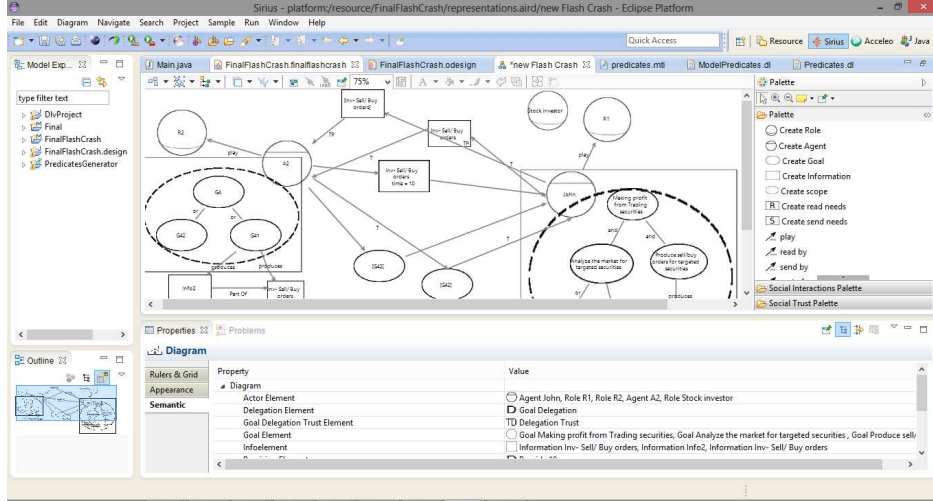 Sirius - platform:/resource/FinalFlashCrash/representations.aird/new Flash Crash - Eclipse Platform
File Edit Diagram Navigate Search Project Sample Run Window Help
Quick Access
Resource Sirius Acceleo Java
Model Exp...
type filter text
DlvProject
Final
FinalFlashCrash
FinalFlashCrash.design
PredicatesGenerator
Main.java FinalFlashCrash.finalflashcrash FinalFlashCrash.odesign *new Flash Crash predicates.mtl ModelPredicates.dl Predicates.dl
75%
R2
Inv- Sell/ Buy
orders
TP
play
A2
Inv- Sell/ Buy
orders
TP
T
Inv- Sell/ Buy
orders
time = 10
Stock investor
R1
play
T
John
G4
or
or
G42
G41
produces
produces
Info2
Part Of
Inv- Sell/ Buy
orders
T
T
[G42]
[G42]
Making profit
from Trading
securities
and
and
Analyze the market for
targeted securities
Produce sell/buy
orders for targeted
securities
or
produces
Palette
Palette
Create Role
Create Agent
Create Goal
Create Information
Create scope
R Create read needs
S Create send needs
play
read by
send by
Social Interactions Palette
Social Trust Palette
Outline
Properties Problems
Diagram
Rulers & Grid
Appearance
Semantic
Property Value
Diagram
Actor Element Agent John, Role R1, Role R2, Agent A2, Role Stock investor
Delegation Element D Goal Delegation
Goal Delegation Trust Element TD Delegation Trust
Goal Element Goal Making profit from Trading securities, Goal Analyze the market for targeted securities , Goal Produce sell/
Infoelement Information Inv- Sell/ Buy orders, Information Info2, Information Inv- Sell/ Buy orders